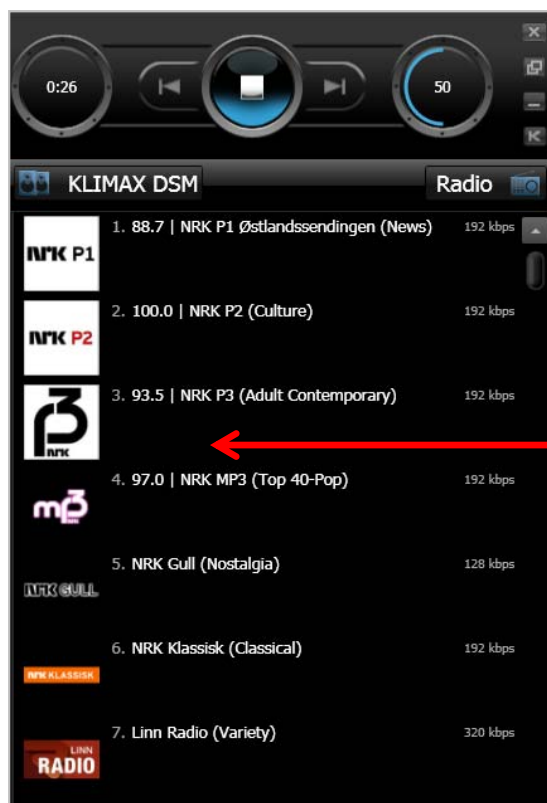 0:26
50
KLIMAX DSM
Radio
NRK P1
1. 88.7 | NRK P1 Østlandssendingen (News) 192 kbps
NRK P2
2. 100.0 | NRK P2 (Culture) 192 kbps
p3
NRK
3. 93.5 | NRK P3 (Adult Contemporary) 192 kbps
mp3
NRK
4. 97.0 | NRK MP3 (Top 40-Pop) 192 kbps
NRK GULL
5. NRK Gull (Nostalgia) 128 kbps
NRK KLASSISK
6. NRK Klassisk (Classical) 192 kbps
LINN
RADIO
7. Linn Radio (Variety) 320 kbps